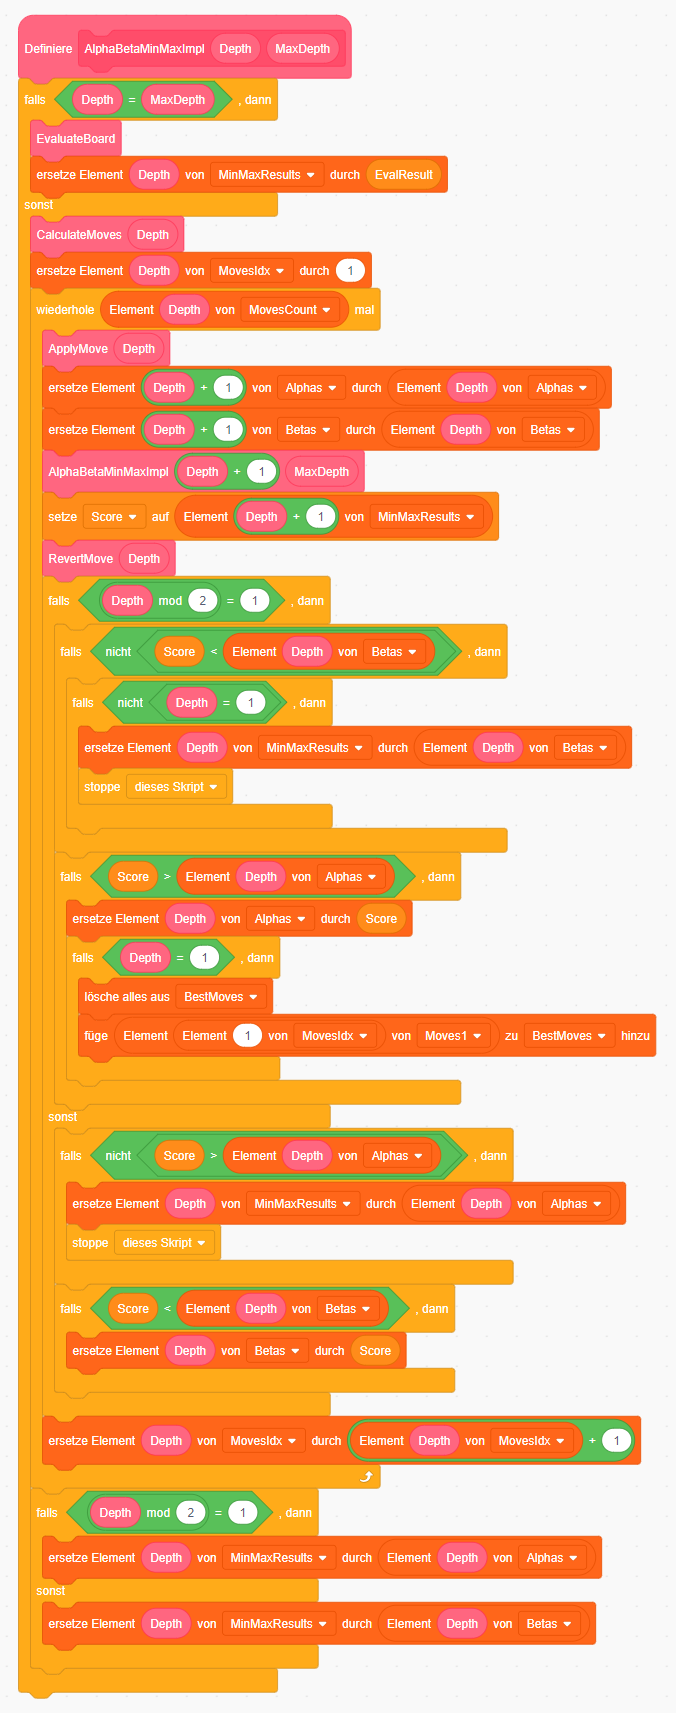 Definiere AlphaBetaMinMaxImpl Depth MaxDepth
falls Depth = MaxDepth , dann
EvaluateBoard
ersetze Element Depth von MinMaxResults durch EvalResult
sonst
CalculateMoves Depth
ersetze Element Depth von MovesIdx durch 1
wiederhole Element Depth von MovesCount mal
ApplyMove Depth
ersetze Element Depth + 1 von Alphas durch Element Depth von Alphas
ersetze Element Depth + 1 von Betas durch Element Depth von Betas
AlphaBetaMinMaxImpl Depth + 1 MaxDepth
setze Score auf Element Depth + 1 von MinMaxResults
RevertMove Depth
falls Depth mod 2 = 1 , dann
falls nicht Score < Element Depth von Betas , dann
falls nicht Depth = 1 , dann
ersetze Element Depth von MinMaxResults durch Element Depth von Betas
stoppe dieses Skript
falls Score > Element Depth von Alphas , dann
ersetze Element Depth von Alphas durch Score
falls Depth = 1 , dann
lösche alles aus BestMoves
füge Element Element 1 von MovesIdx von Moves1 zu BestMoves hinzu
sonst
falls nicht Score > Element Depth von Alphas , dann
ersetze Element Depth von MinMaxResults durch Element Depth von Alphas
stoppe dieses Skript
falls Score < Element Depth von Betas , dann
ersetze Element Depth von Betas durch Score
ersetze Element Depth von MovesIdx durch Element Depth von MovesIdx + 1
falls Depth mod 2 = 1 , dann
ersetze Element Depth von MinMaxResults durch Element Depth von Alphas
sonst
ersetze Element Depth von MinMaxResults durch Element Depth von Betas